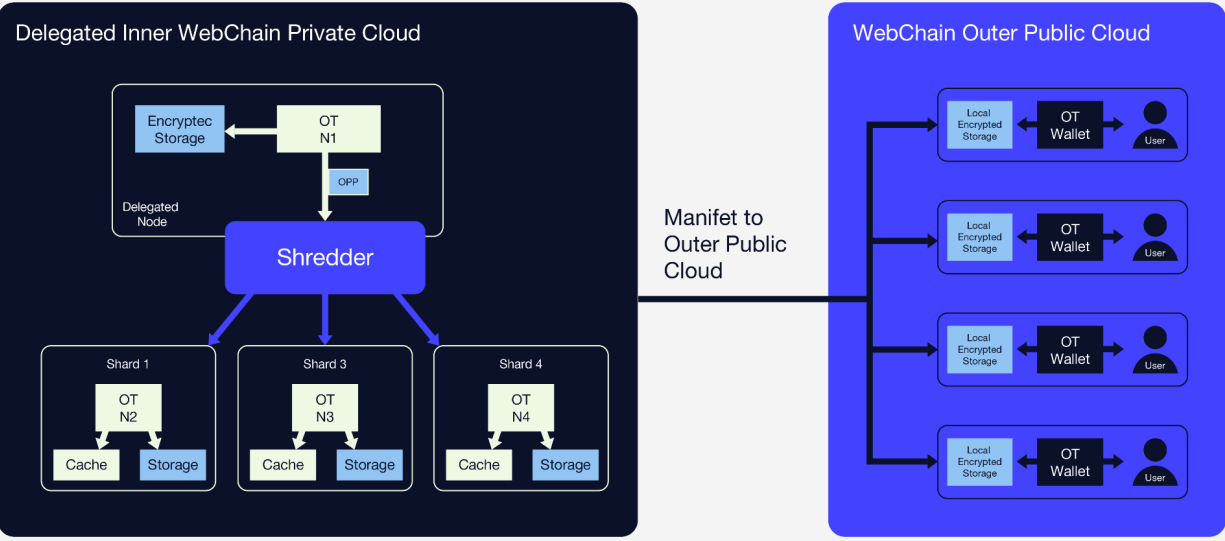 Delegated Inner WebChain Private Cloud
Encryptec
Storage
OT
N1
OPP
Delegated
Node
Shredder
Shard 1
OT
N2
Cache
Storage
Shard 3
OT
N3
Cache
Storage
Shard 4
OT
N4
Cache
Storage
Manifet to
Outer Public
Cloud
WebChain Outer Public Cloud
Local
Encrypted
Storage
OT
Wallet
User
Local
Encrypted
Storage
OT
Wallet
User
Local
Encrypted
Storage
OT
Wallet
User
Local
Encrypted
Storage
OT
Wallet
User